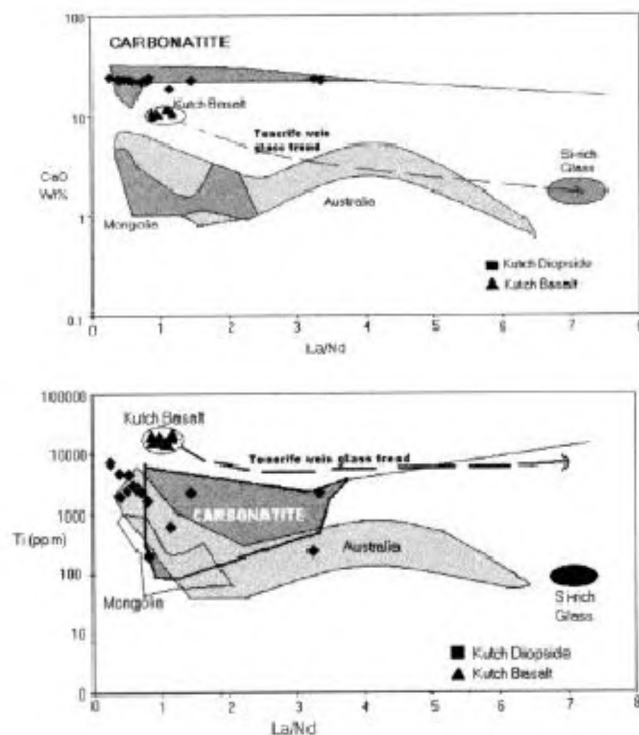 100
CARBONATITE
Kutch Basalt
10
Tenerife vein
glass trend
CaO
Wt%
Si-rich
Glass
1
Mongolia
Australia
Kutch Diopside
Kutch Basalt
0.1
0 1 2 3 4 5 6 7 8
La/Nd
100000
Kutch Basalt
10000
Tenerife vein glass trend
1000
CARBONATITE
Ti (ppm)
Australia
100
Mongolia
Si-rich
Glass
10
Kutch Diopside
Kutch Basalt
0
0 1 2 3 4 5 6 7 8
La/Nd